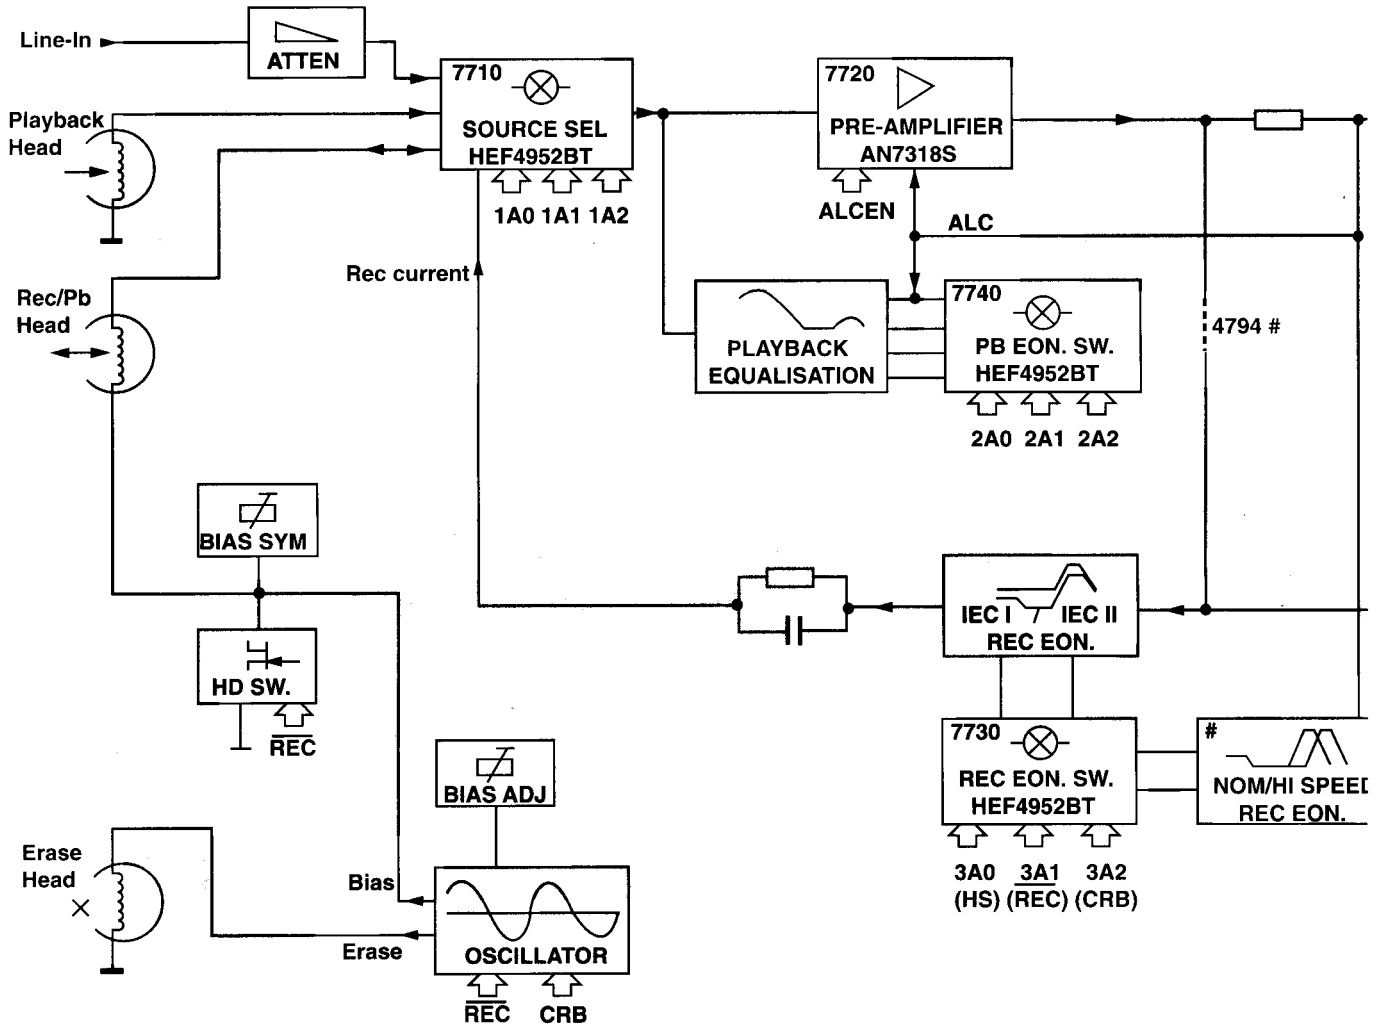 Line-In
ATTEN
7710
SOURCE SEL
HEF4952BT
1A0 1A1 1A2
7720
PRE-AMPLIFIER
AN7318S
ALCEN
ALC
Playback
Head
Rec/Pb
Head
Rec current
PLAYBACK
EQUALISATION
7740
PB EON. SW.
HEF4952BT
2A0 2A1 2A2
4794 #
BIAS SYM
HD SW.
REC
IEC I IEC II
REC EON.
7730
REC EON. SW.
HEF4952BT
3A0 3A1 3A2
(HS) (REC) (CRB)
#
NOM/HI SPEED
REC EON.
BIAS ADJ
Erase
Head
Bias
Erase
OSCILLATOR
REC CRB